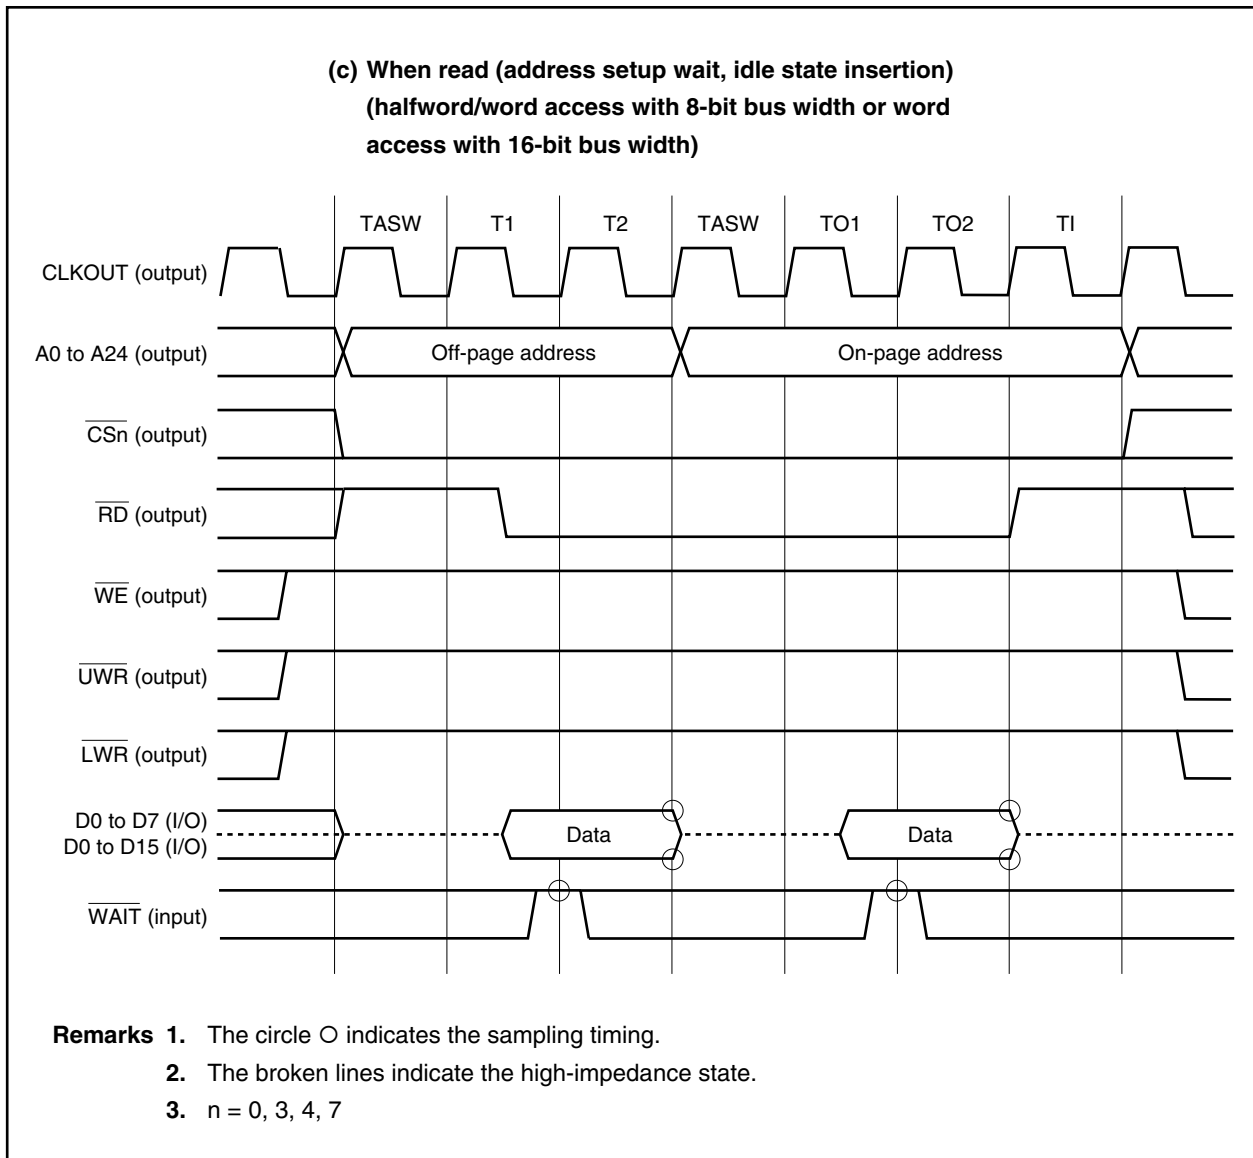 (c) When read (address setup wait, idle state insertion)
(halfword/word access with 8-bit bus width or word
access with 16-bit bus width)
TASW T1 T2 TASW TO1 TO2 TI
CLKOUT (output)
A0 to A24 (output) Off-page address On-page address
CSn (output)
RD (output)
WE (output)
UWR (output)
LWR (output)
D0 to D7 (I/O)
D0 to D15 (I/O)
Data Data
WAIT (input)
Remarks 1. The circle O indicates the sampling timing.
2. The broken lines indicate the high-impedance state.
3. n = 0, 3, 4, 7